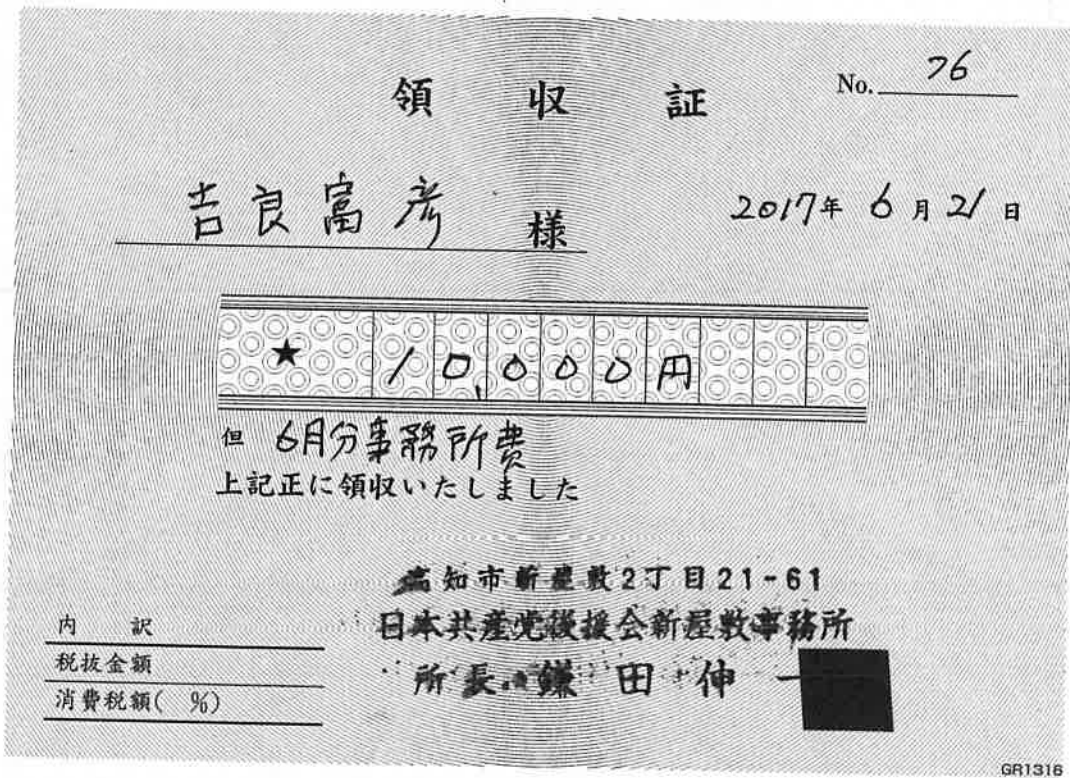 No. 76
領収証
吉良富彦 様
2017年 6月 21日
★ 10,000円
但 6月分事務所費
上記正に領収いたしました
高知市新屋敷2丁目21-61
日本共産党後援会新屋敷事務所
所長 鎌田伸一
内訳
税抜金額
消費税額( %)
GR1316